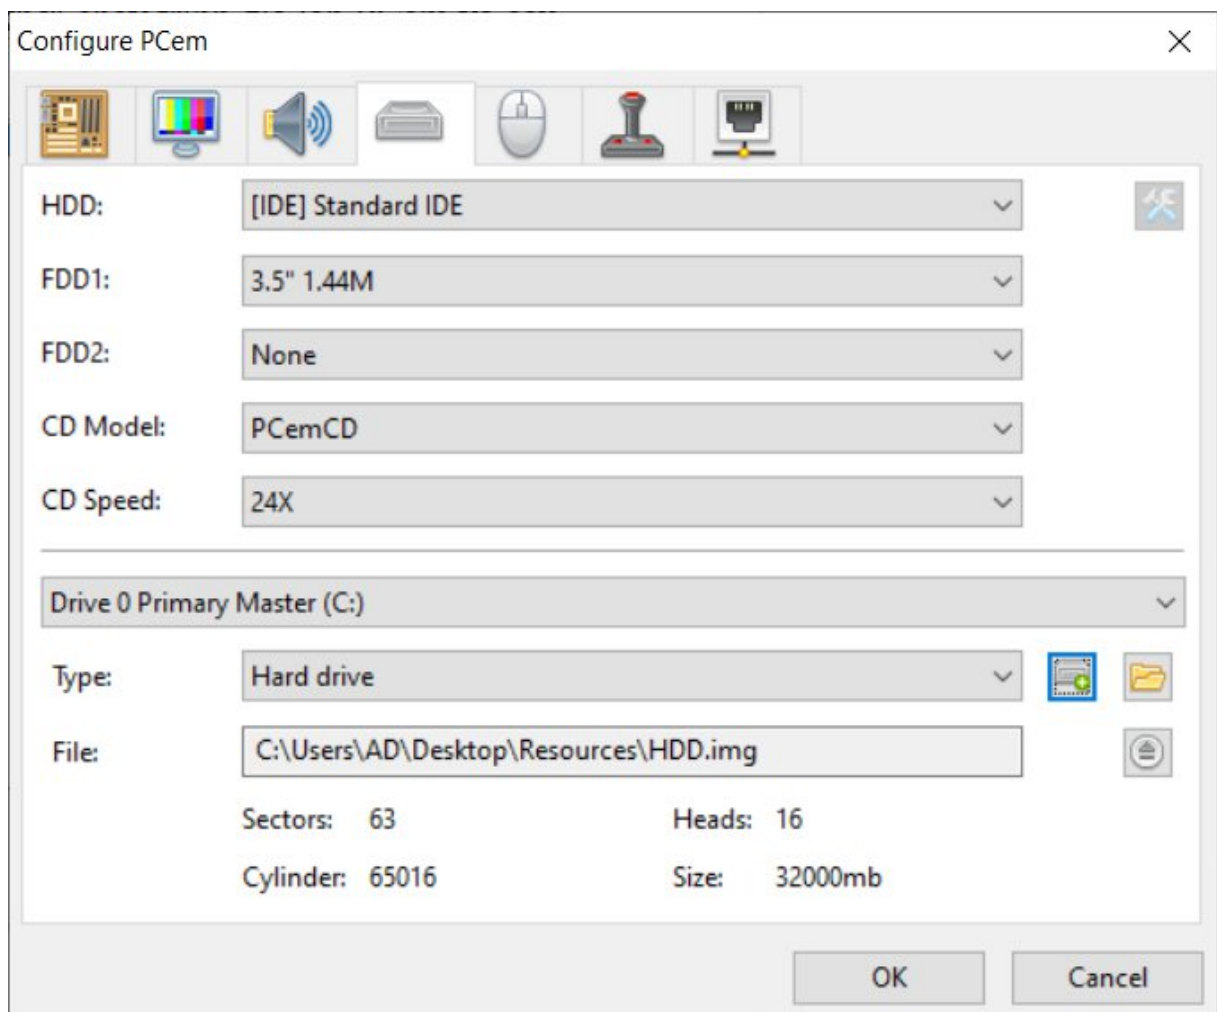 Configure PCem
HDD: [IDE] Standard IDE
FDD1: 3.5" 1.44M
FDD2: None
CD Model: PCemCD
CD Speed: 24X
Drive 0 Primary Master (C:)
Type: Hard drive
File: C:\Users\AD\Desktop\Resources\HDD.img
Sectors: 63 Heads: 16
Cylinder: 65016 Size: 32000mb
OK Cancel